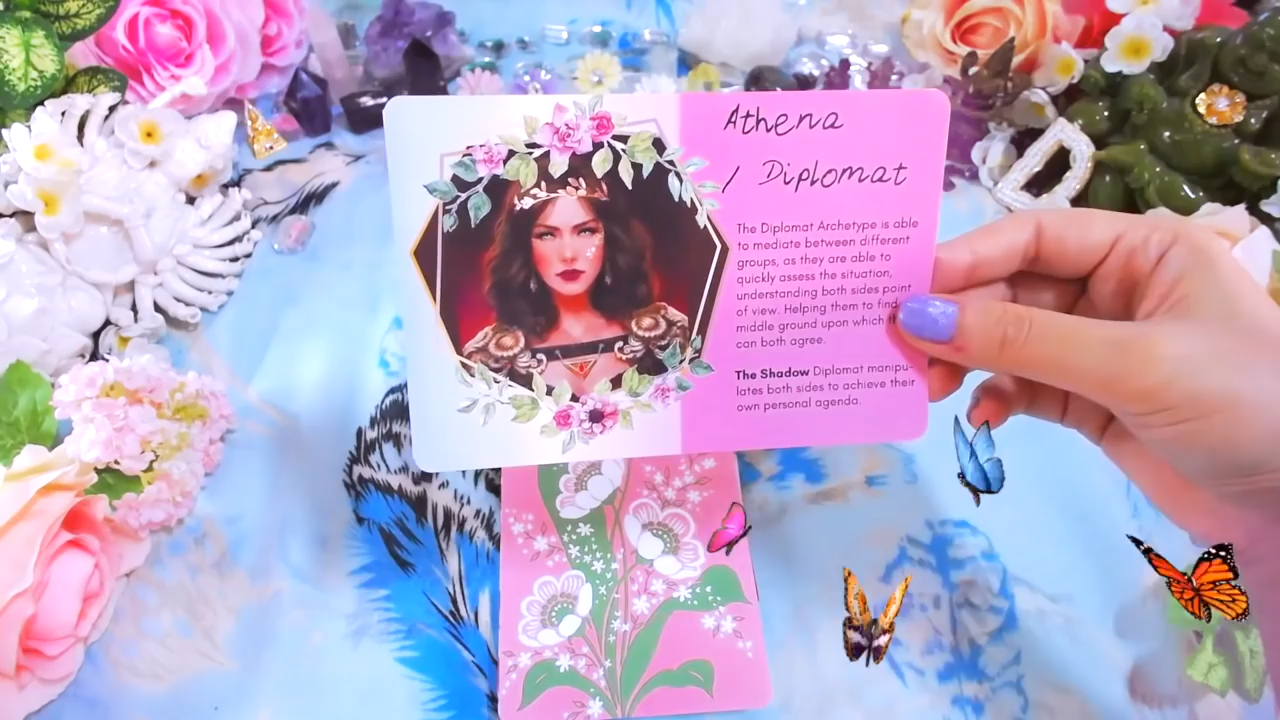 Athena
/ Diplomat
The Diplomat Archetype is able
to mediate between different
groups, as they are able to
quickly assess the situation,
understanding both sides point
of view. Helping them to find
middle ground upon which
can both agree.
The Shadow Diplomat manipu-
lates both sides to achieve their
own personal agenda.
D